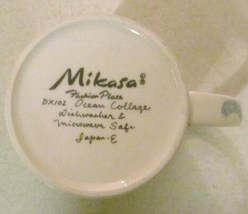 Mikasa®
Fashion Plate
DX102 Ocean Collage
Dishwasher &
Microwave Safe
Japan-E